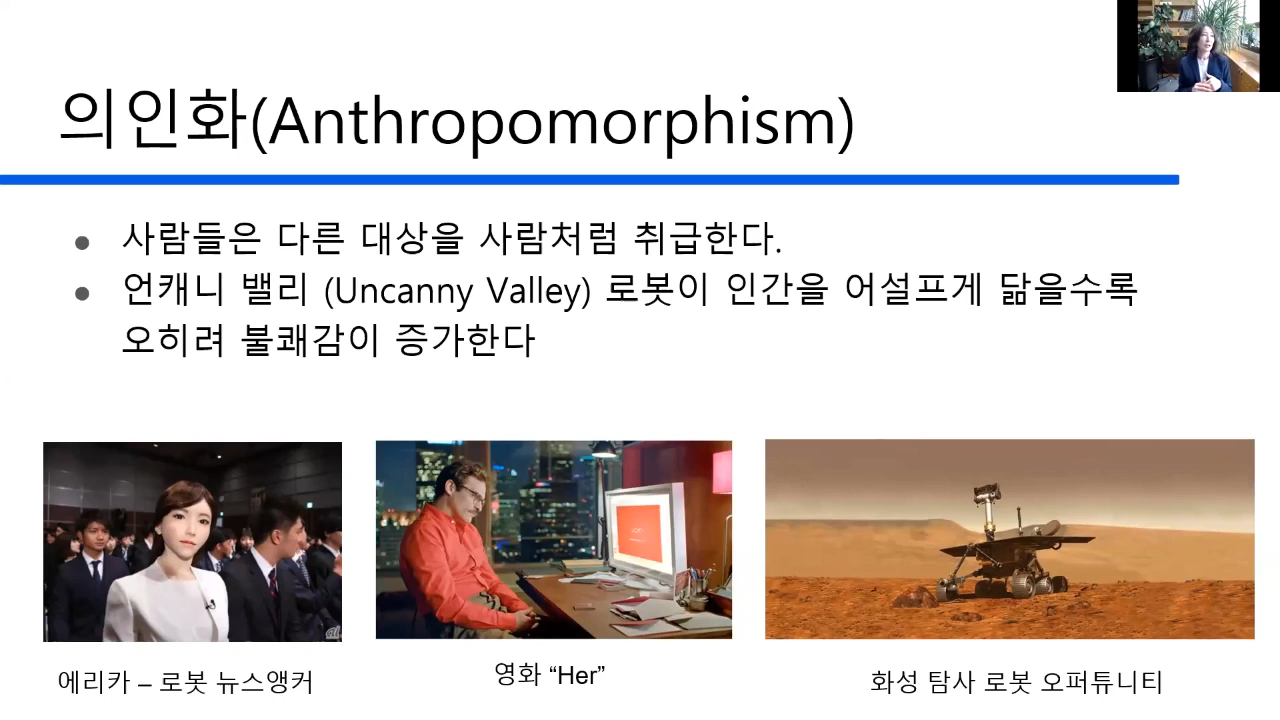 의인화(Anthropomorphism)
사람들은 다른 대상을 사람처럼 취급한다.
언캐니 밸리 (Uncanny Valley) 로봇이 인간을 어설프게 닮을수록
오히려 불쾌감이 증가한다
에리카 – 로봇 뉴스앵커
영화 “Her”
화성 탐사 로봇 오퍼튜니티